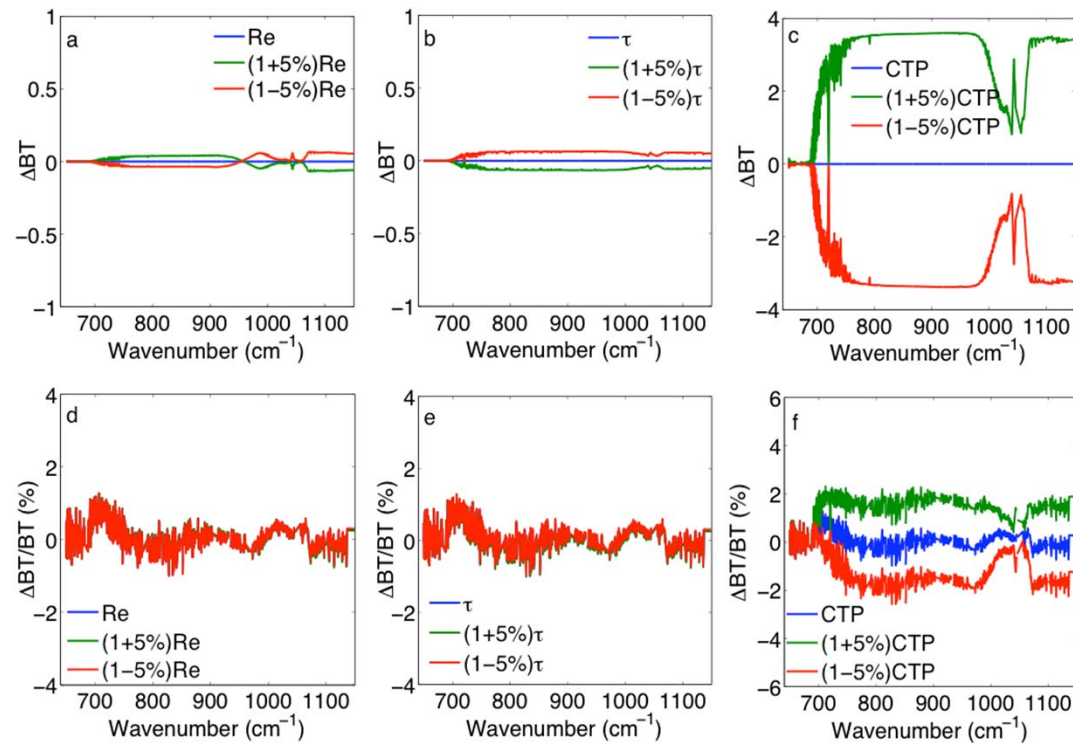 a
Re
(1+5%)Re
(1−5%)Re
ΔBT
1
0.5
0
−0.5
−1
700 800 900 1000 1100
Wavenumber (cm⁻¹)
b
τ
(1+5%)τ
(1−5%)τ
ΔBT
1
0.5
0
−0.5
−1
700 800 900 1000 1100
Wavenumber (cm⁻¹)
c
CTP
(1+5%)CTP
(1−5%)CTP
ΔBT
4
2
0
−2
−4
700 800 900 1000 1100
Wavenumber (cm⁻¹)
d
Re
(1+5%)Re
(1−5%)Re
ΔBT/BT (%)
4
2
0
−2
−4
700 800 900 1000 1100
Wavenumber (cm⁻¹)
e
τ
(1+5%)τ
(1−5%)τ
ΔBT/BT (%)
4
2
0
−2
−4
700 800 900 1000 1100
Wavenumber (cm⁻¹)
f
CTP
(1+5%)CTP
(1−5%)CTP
ΔBT/BT (%)
6
4
2
0
−2
−4
−6
700 800 900 1000 1100
Wavenumber (cm⁻¹)